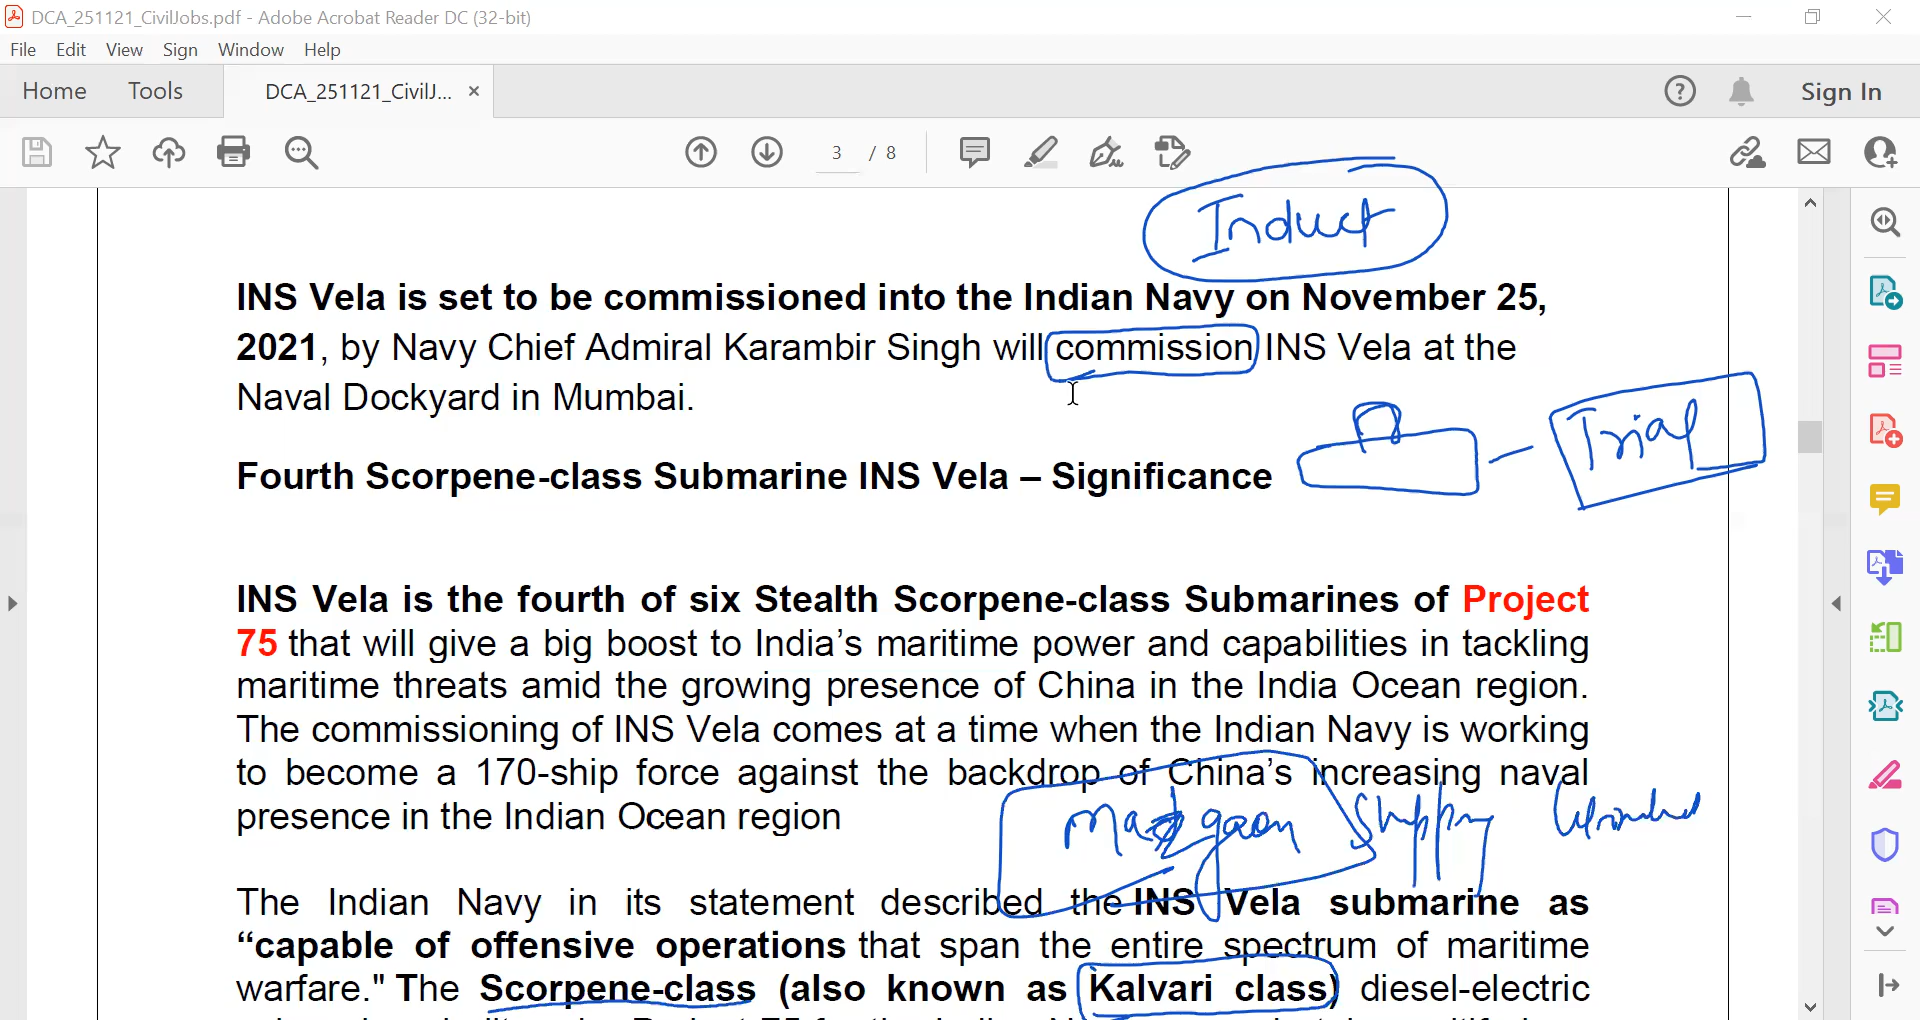 DCA_251121_CivilJobs.pdf - Adobe Acrobat Reader DC (32-bit)
File Edit View Sign Window Help
Home Tools DCA_251121_CivilJ... × ? Sign In
3 / 8
Induct
INS Vela is set to be commissioned into the Indian Navy on November 25,
2021, by Navy Chief Admiral Karambir Singh will commission INS Vela at the
Naval Dockyard in Mumbai.
Trial
Fourth Scorpene-class Submarine INS Vela – Significance
INS Vela is the fourth of six Stealth Scorpene-class Submarines of Project
75 that will give a big boost to India’s maritime power and capabilities in tackling
maritime threats amid the growing presence of China in the India Ocean region.
The commissioning of INS Vela comes at a time when the Indian Navy is working
to become a 170-ship force against the backdrop of China’s increasing naval
presence in the Indian Ocean region
The Indian Navy in its statement described the INS Vela submarine as
“capable of offensive operations that span the entire spectrum of maritime
warfare." The Scorpene-class (also known as Kalvari class) diesel-electric